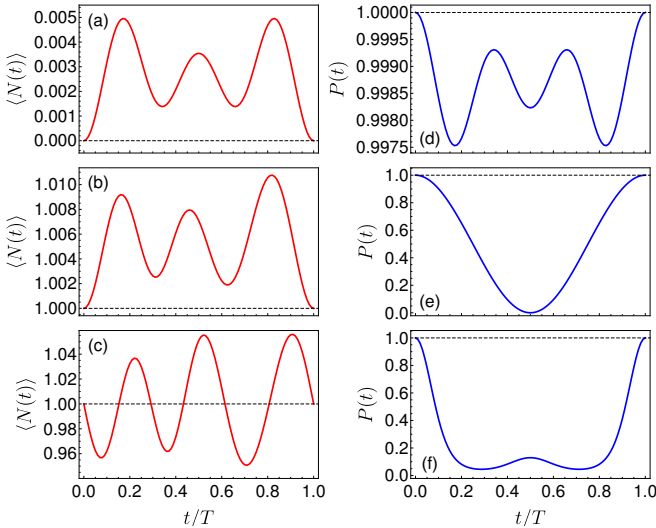 (a)
⟨N(t)⟩
0.005
0.004
0.003
0.002
0.001
0.000
(d)
P(t)
1.0000
0.9995
0.9990
0.9985
0.9980
0.9975
(b)
⟨N(t)⟩
1.010
1.008
1.006
1.004
1.002
1.000
(e)
P(t)
1.0
0.8
0.6
0.4
0.2
0.0
(c)
⟨N(t)⟩
1.04
1.02
1.00
0.98
0.96
0.0 0.2 0.4 0.6 0.8 1.0
t/T
(f)
P(t)
1.0
0.8
0.6
0.4
0.2
0.0
0.0 0.2 0.4 0.6 0.8 1.0
t/T